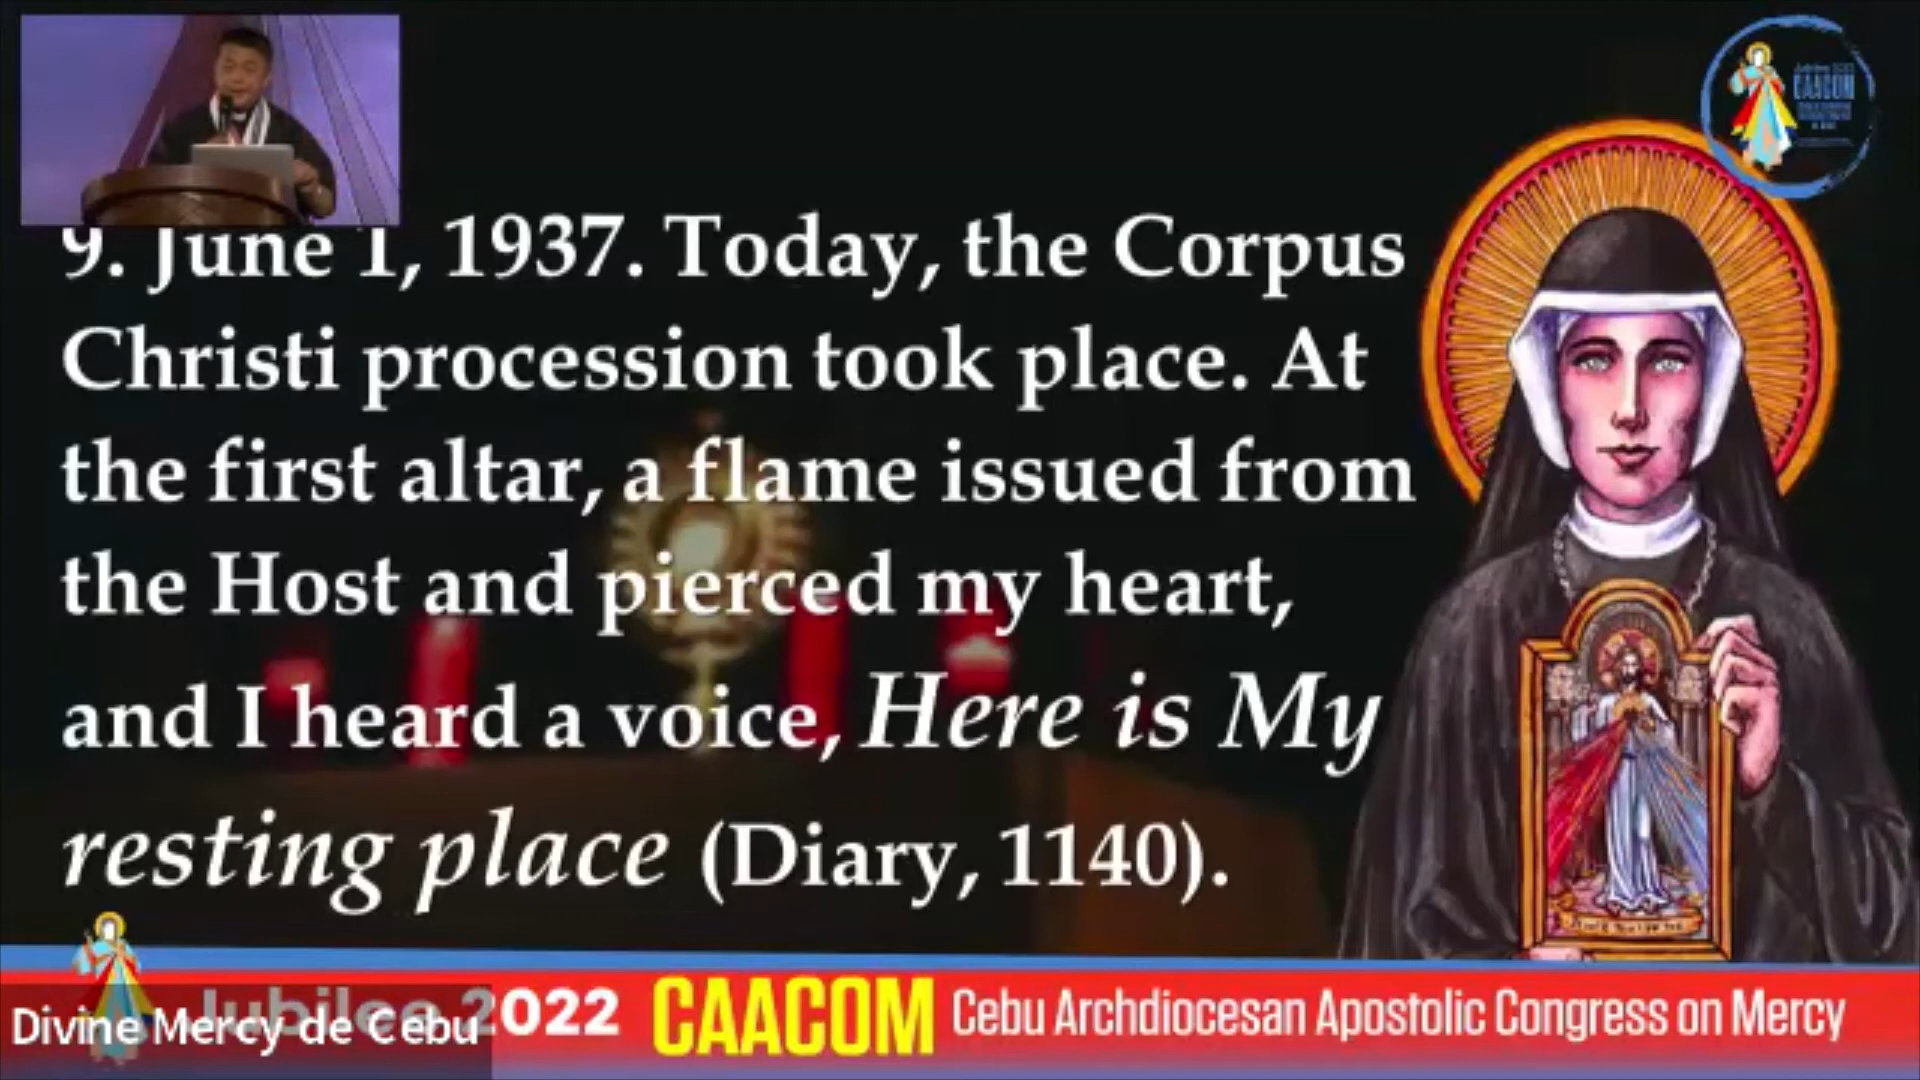 CAACOM
9. June 1, 1937. Today, the Corpus
Christi procession took place. At
the first altar, a flame issued from
the Host and pierced my heart,
and I heard a voice, Here is My
resting place (Diary, 1140).
Jubilee 2022 CAACOM Cebu Archdiocesan Apostolic Congress on Mercy
Divine Mercy de Cebu